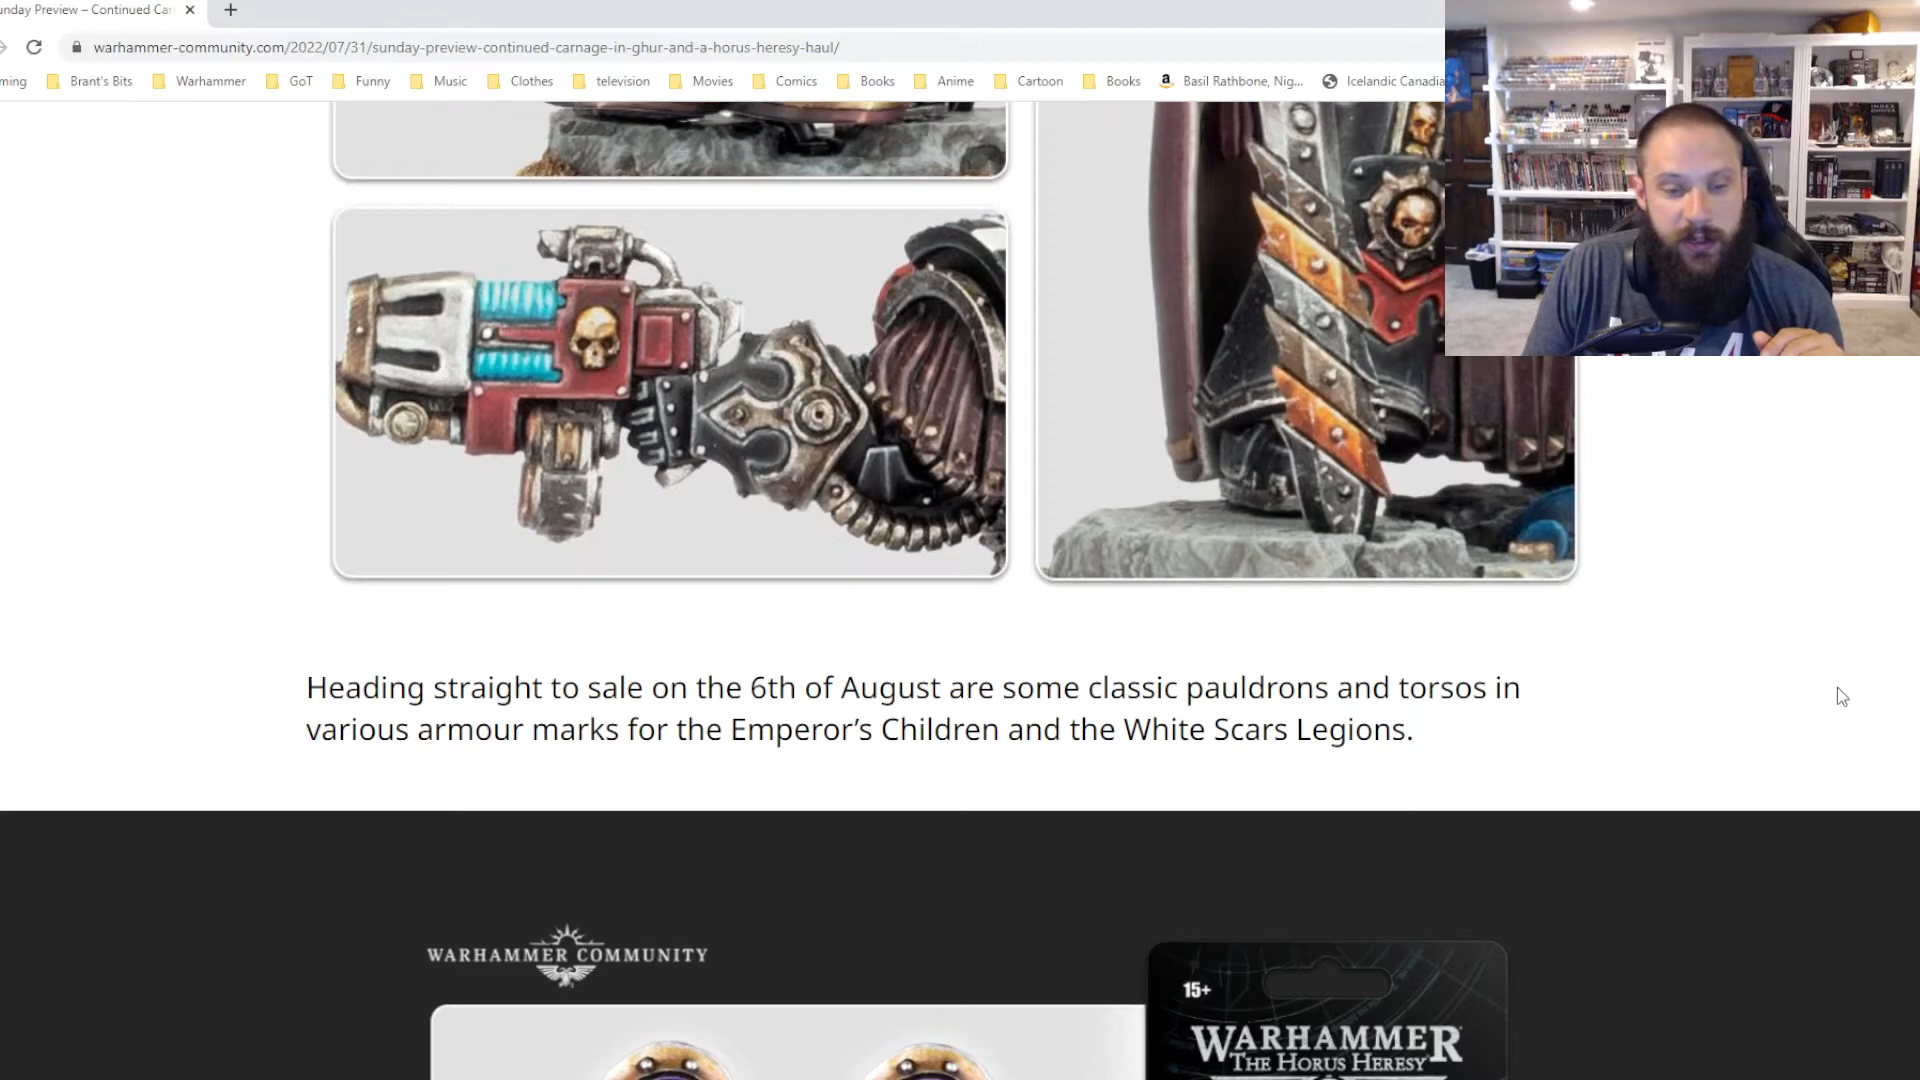 unday Preview – Continued Car
warhammer-community.com/2022/07/31/sunday-preview-continued-carnage-in-ghur-and-a-horus-heresy-haul/
ming Brant's Bits Warhammer GoT Funny Music Clothes television Movies Comics Books Anime Cartoon Books Basil Rathbone, Nig... Icelandic Canadia
Heading straight to sale on the 6th of August are some classic pauldrons and torsos in
various armour marks for the Emperor's Children and the White Scars Legions.
WARHAMMER COMMUNITY
15+
WARHAMMER
THE HORUS HERESY